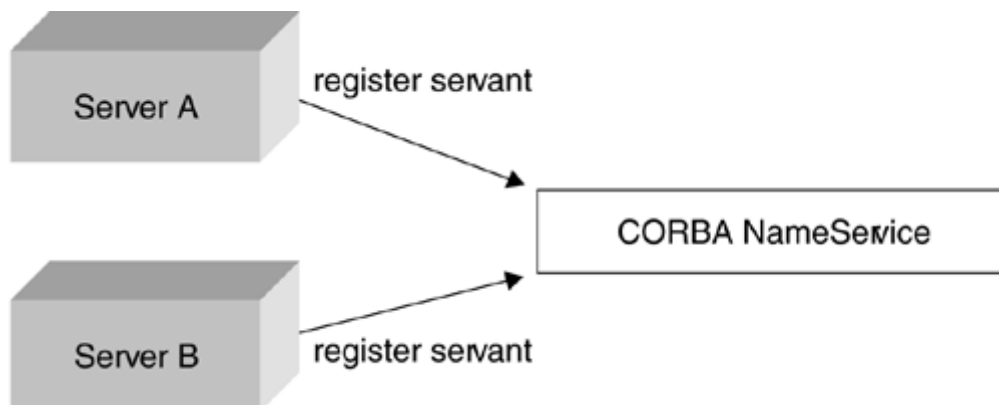 register servant
Server A
CORBA NameService
Server B
register servant